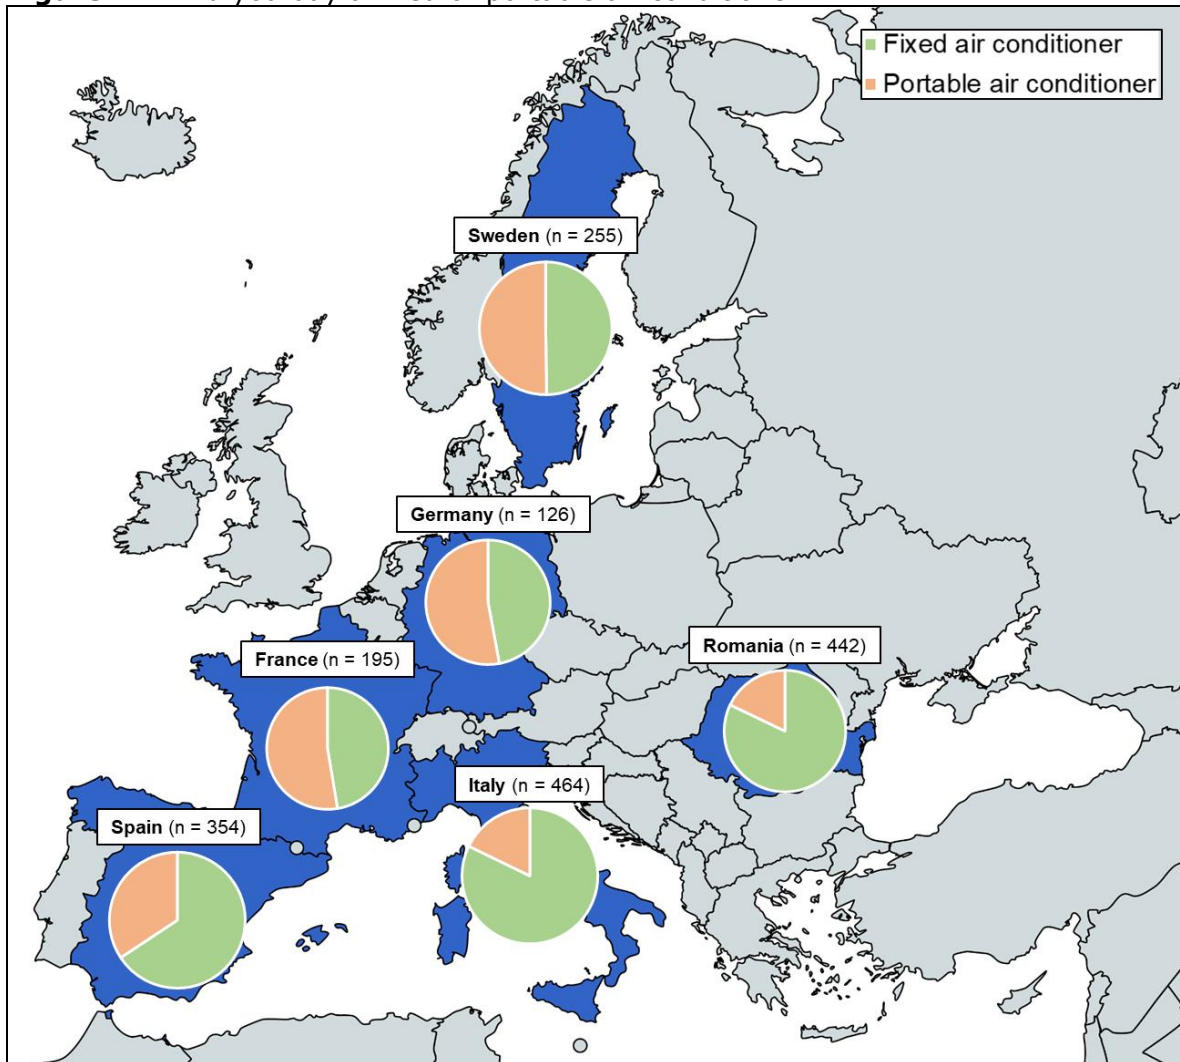 Fixed air conditioner
Portable air conditioner
Sweden (n = 255)
Germany (n = 126)
France (n = 195)
Romania (n = 442)
Italy (n = 464)
Spain (n = 354)